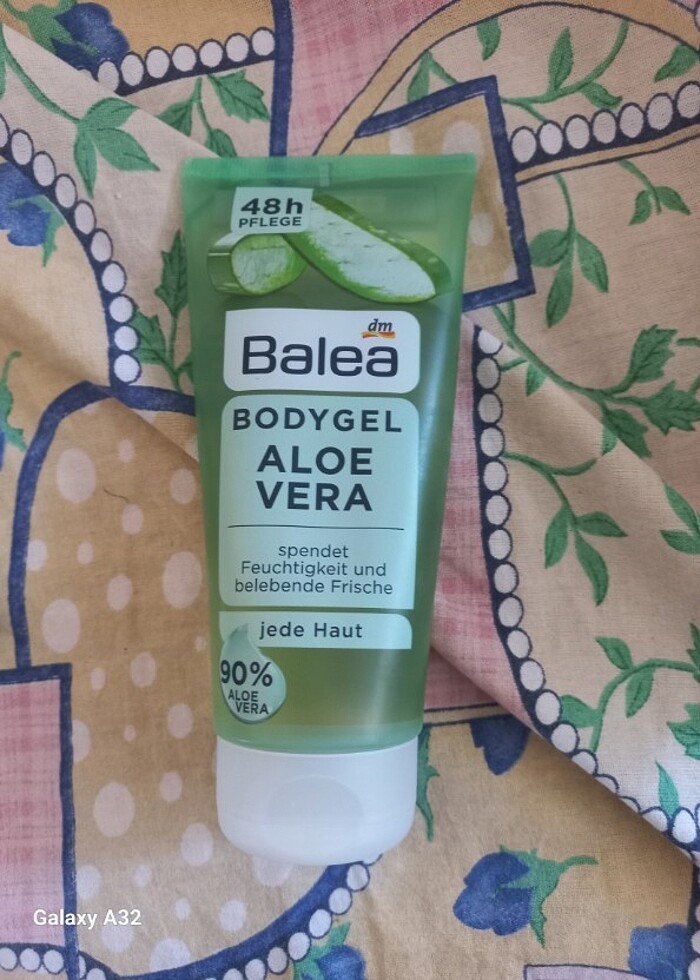 48h
PFLEGE
dm
Balea
BODYGEL
ALOE
VERA
spendet
Feuchtigkeit und
belebende Frische
jede Haut
90%
ALOE
VERA
Galaxy A32